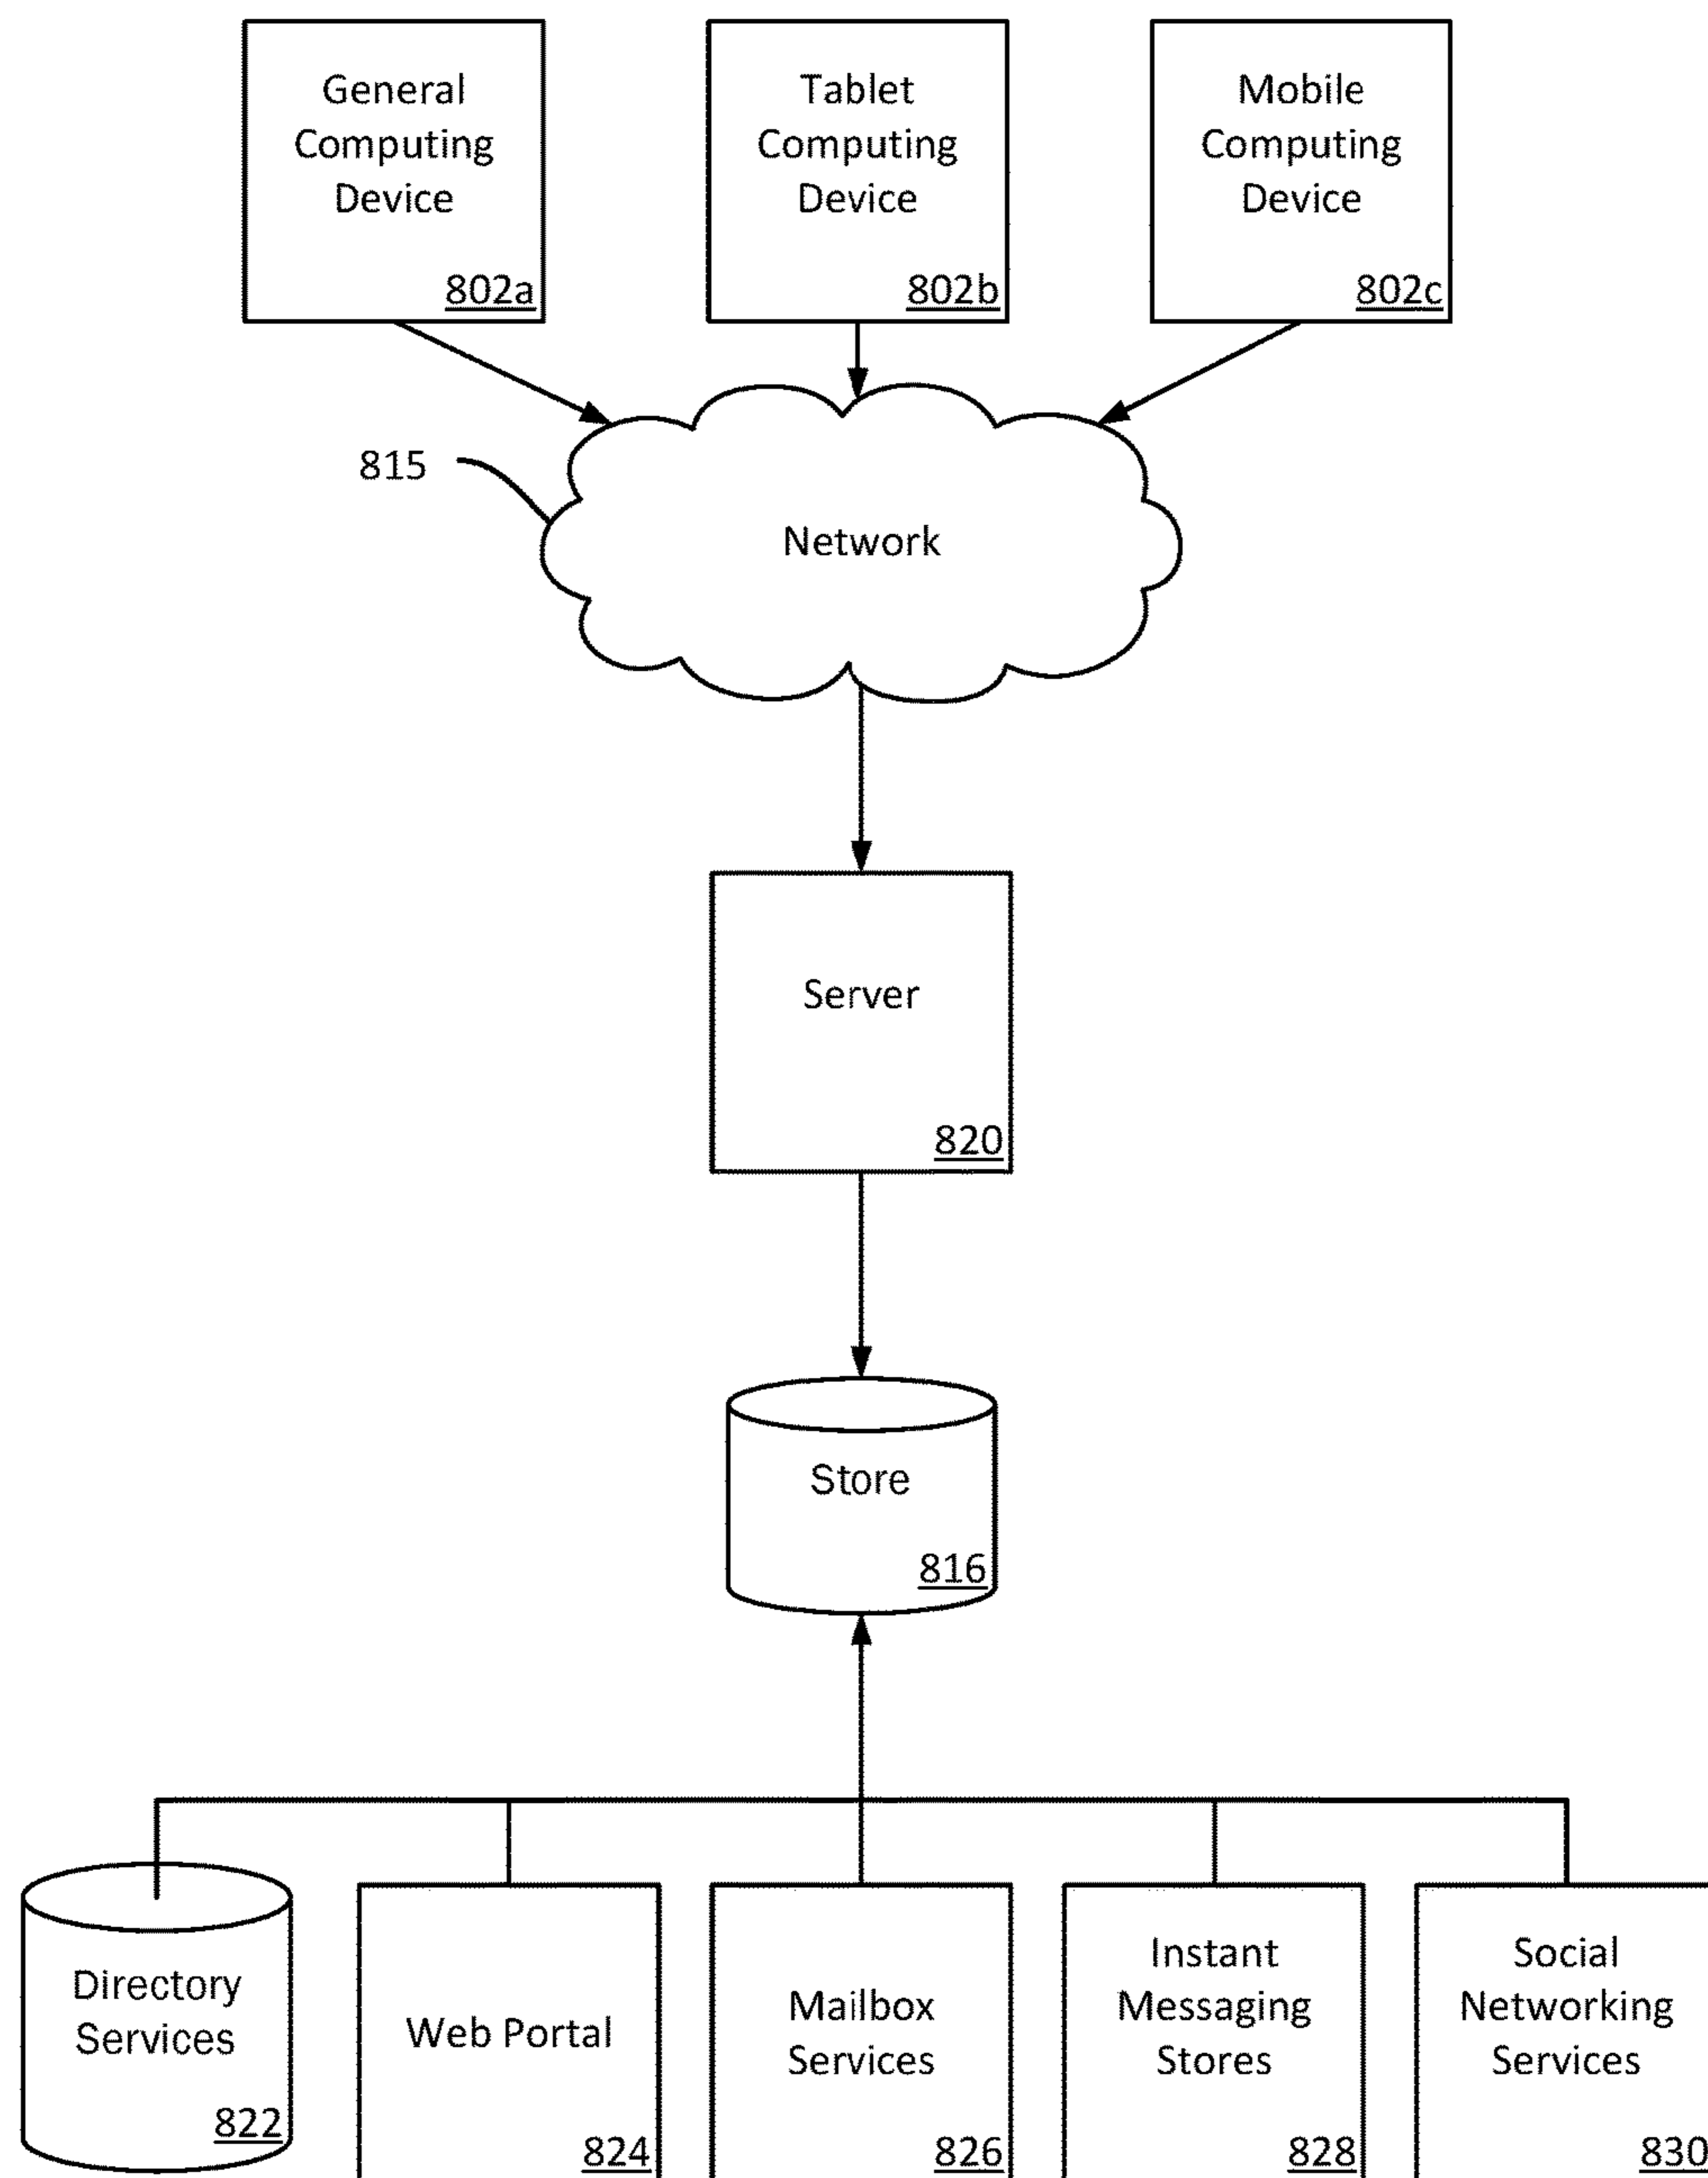 General
Computing
Device
802a
Tablet
Computing
Device
802b
Mobile
Computing
Device
802c
815
Network
Server
820
Store
816
Directory
Services
822
Web Portal
824
Mailbox
Services
826
Instant
Messaging
Stores
828
Social
Networking
Services
830